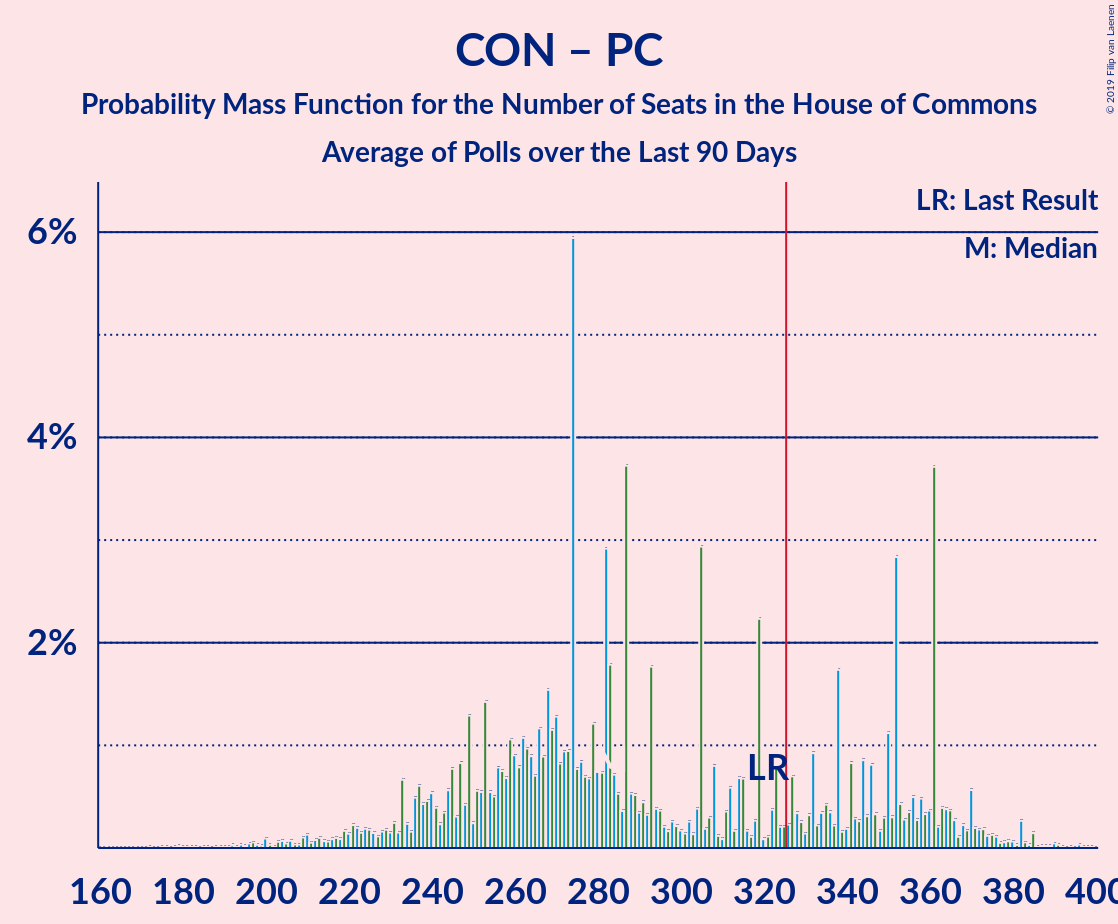 CON – PC
Probability Mass Function for the Number of Seats in the House of Commons
Average of Polls over the Last 90 Days
© 2019 Filip van Laenen
LR: Last Result
M: Median
6%
4%
2%
LR
160 180 200 220 240 260 280 300 320 340 360 380 400